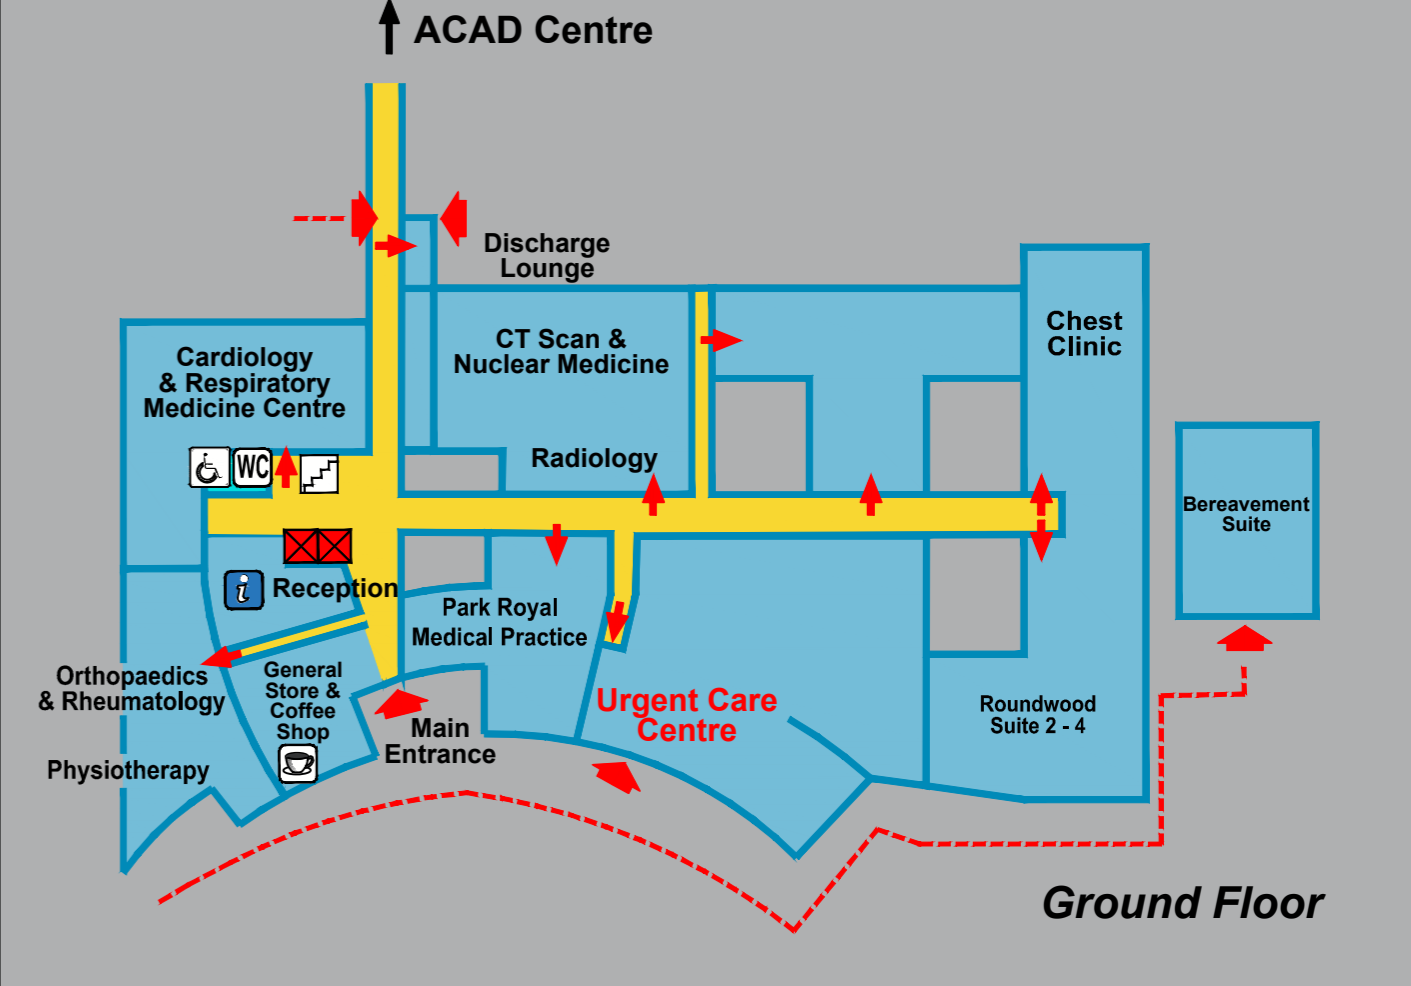 ACAD Centre
Discharge
Lounge
CT Scan &
Nuclear Medicine
Chest
Clinic
Cardiology
& Respiratory
Medicine Centre
WC
Radiology
Bereavement
Suite
i
Reception
Park Royal
Medical Practice
Orthopaedics
& Rheumatology
General
Store &
Coffee
Shop
Urgent Care
Centre
Roundwood
Suite 2 - 4
Main
Entrance
Physiotherapy
Ground Floor